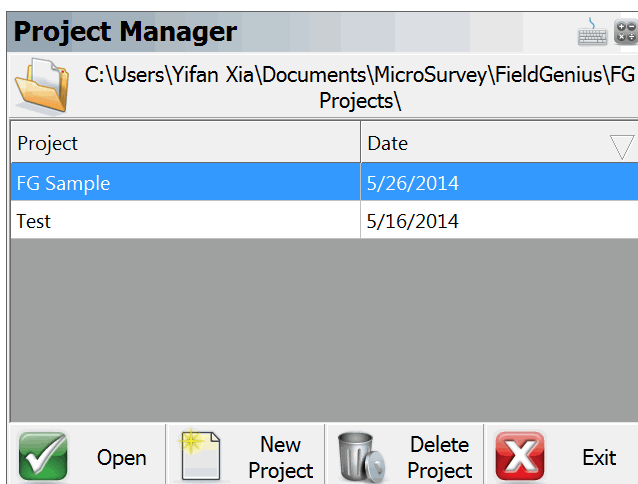 Project Manager
C:\Users\Yifan Xia\Documents\MicroSurvey\FieldGenius\FG
Projects\
Project Date
FG Sample 5/26/2014
Test 5/16/2014
Open
New
Project
Delete
Project
Exit